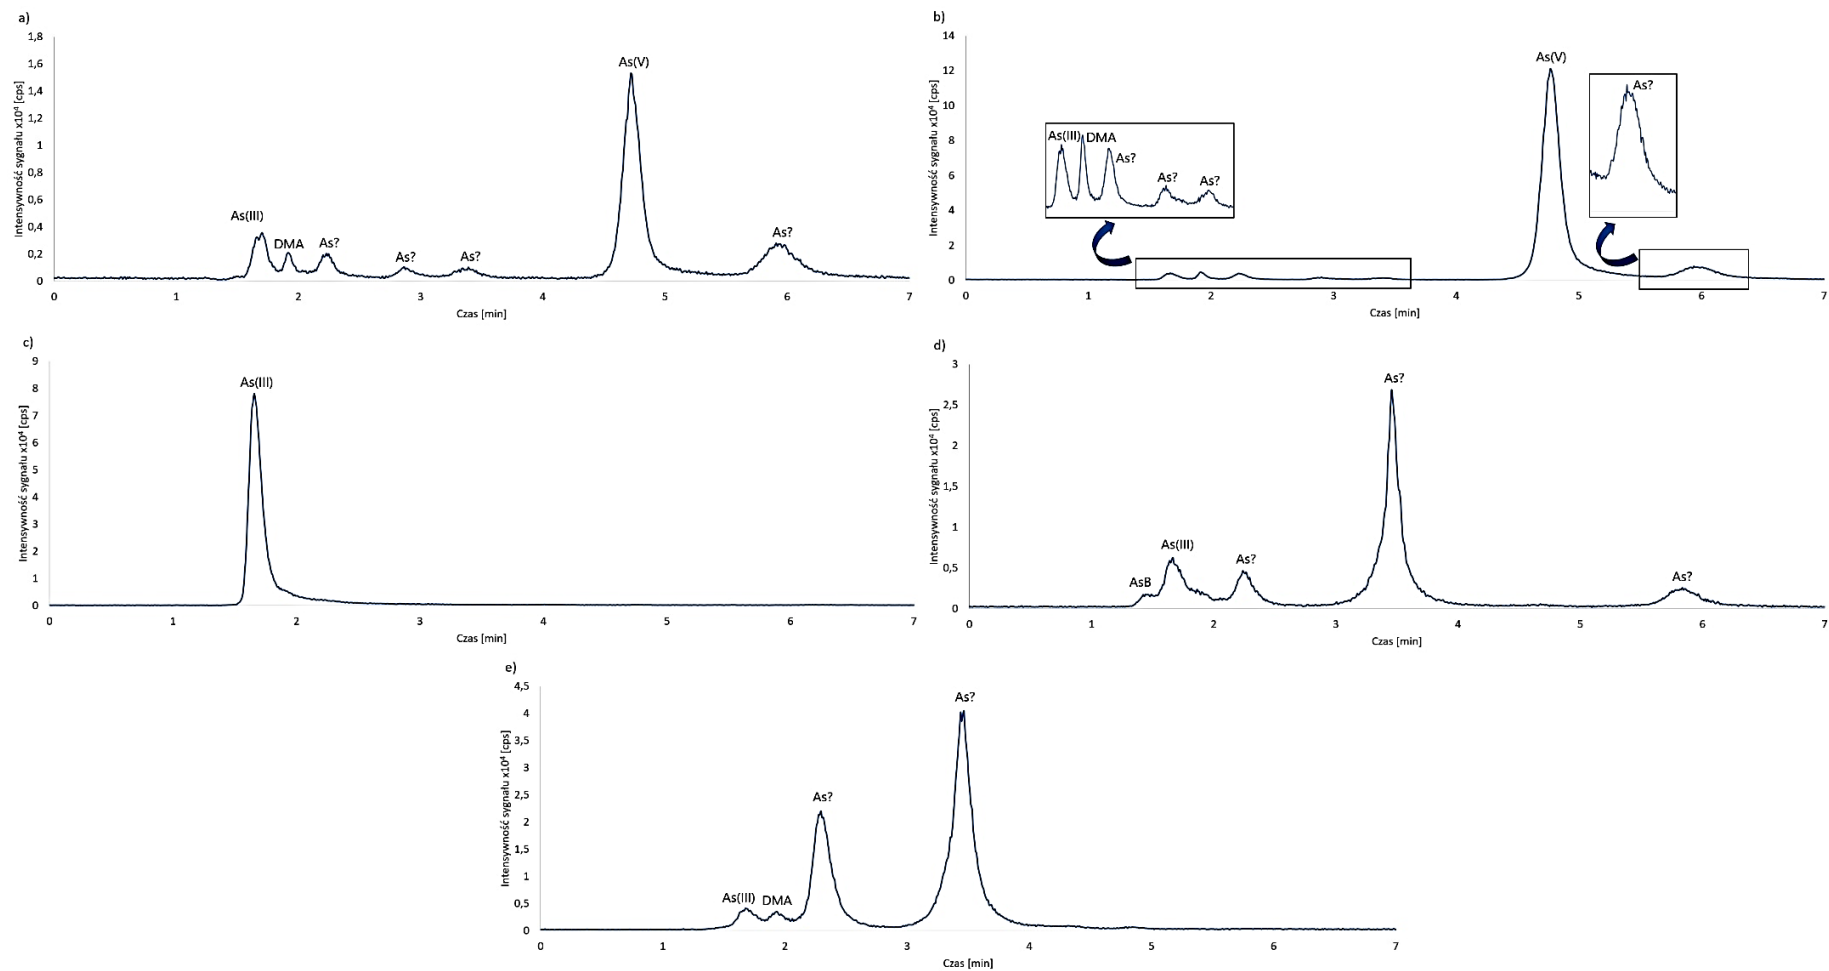 a)
Intensywność sygnału x10⁴ [cps]
1,8
1,6
1,4
1,2
1
0,8
0,6
0,4
0,2
0
As(III)
DMA
As?
As?
As?
As(V)
As?
0 1 2 3 4 5 6 7
Czas [min]
b)
Intensywność sygnału x10⁴ [cps]
14
12
10
8
6
4
2
0
As(III) DMA
As?
As?
As?
As(V)
As?
0 1 2 3 4 5 6 7
Czas [min]
c)
Intensywność sygnału x10⁴ [cps]
9
8
7
6
5
4
3
2
1
0
As(III)
0 1 2 3 4 5 6 7
Czas [min]
d)
Intensywność sygnału x10⁴ [cps]
3
2,5
2
1,5
1
0,5
0
AsB
As(III)
As?
As?
As?
0 1 2 3 4 5 6 7
Czas [min]
e)
Intensywność sygnału x10⁴ [cps]
4,5
4
3,5
3
2,5
2
1,5
1
0,5
0
As(III)
DMA
As?
As?
0 1 2 3 4 5 6 7
Czas [min]